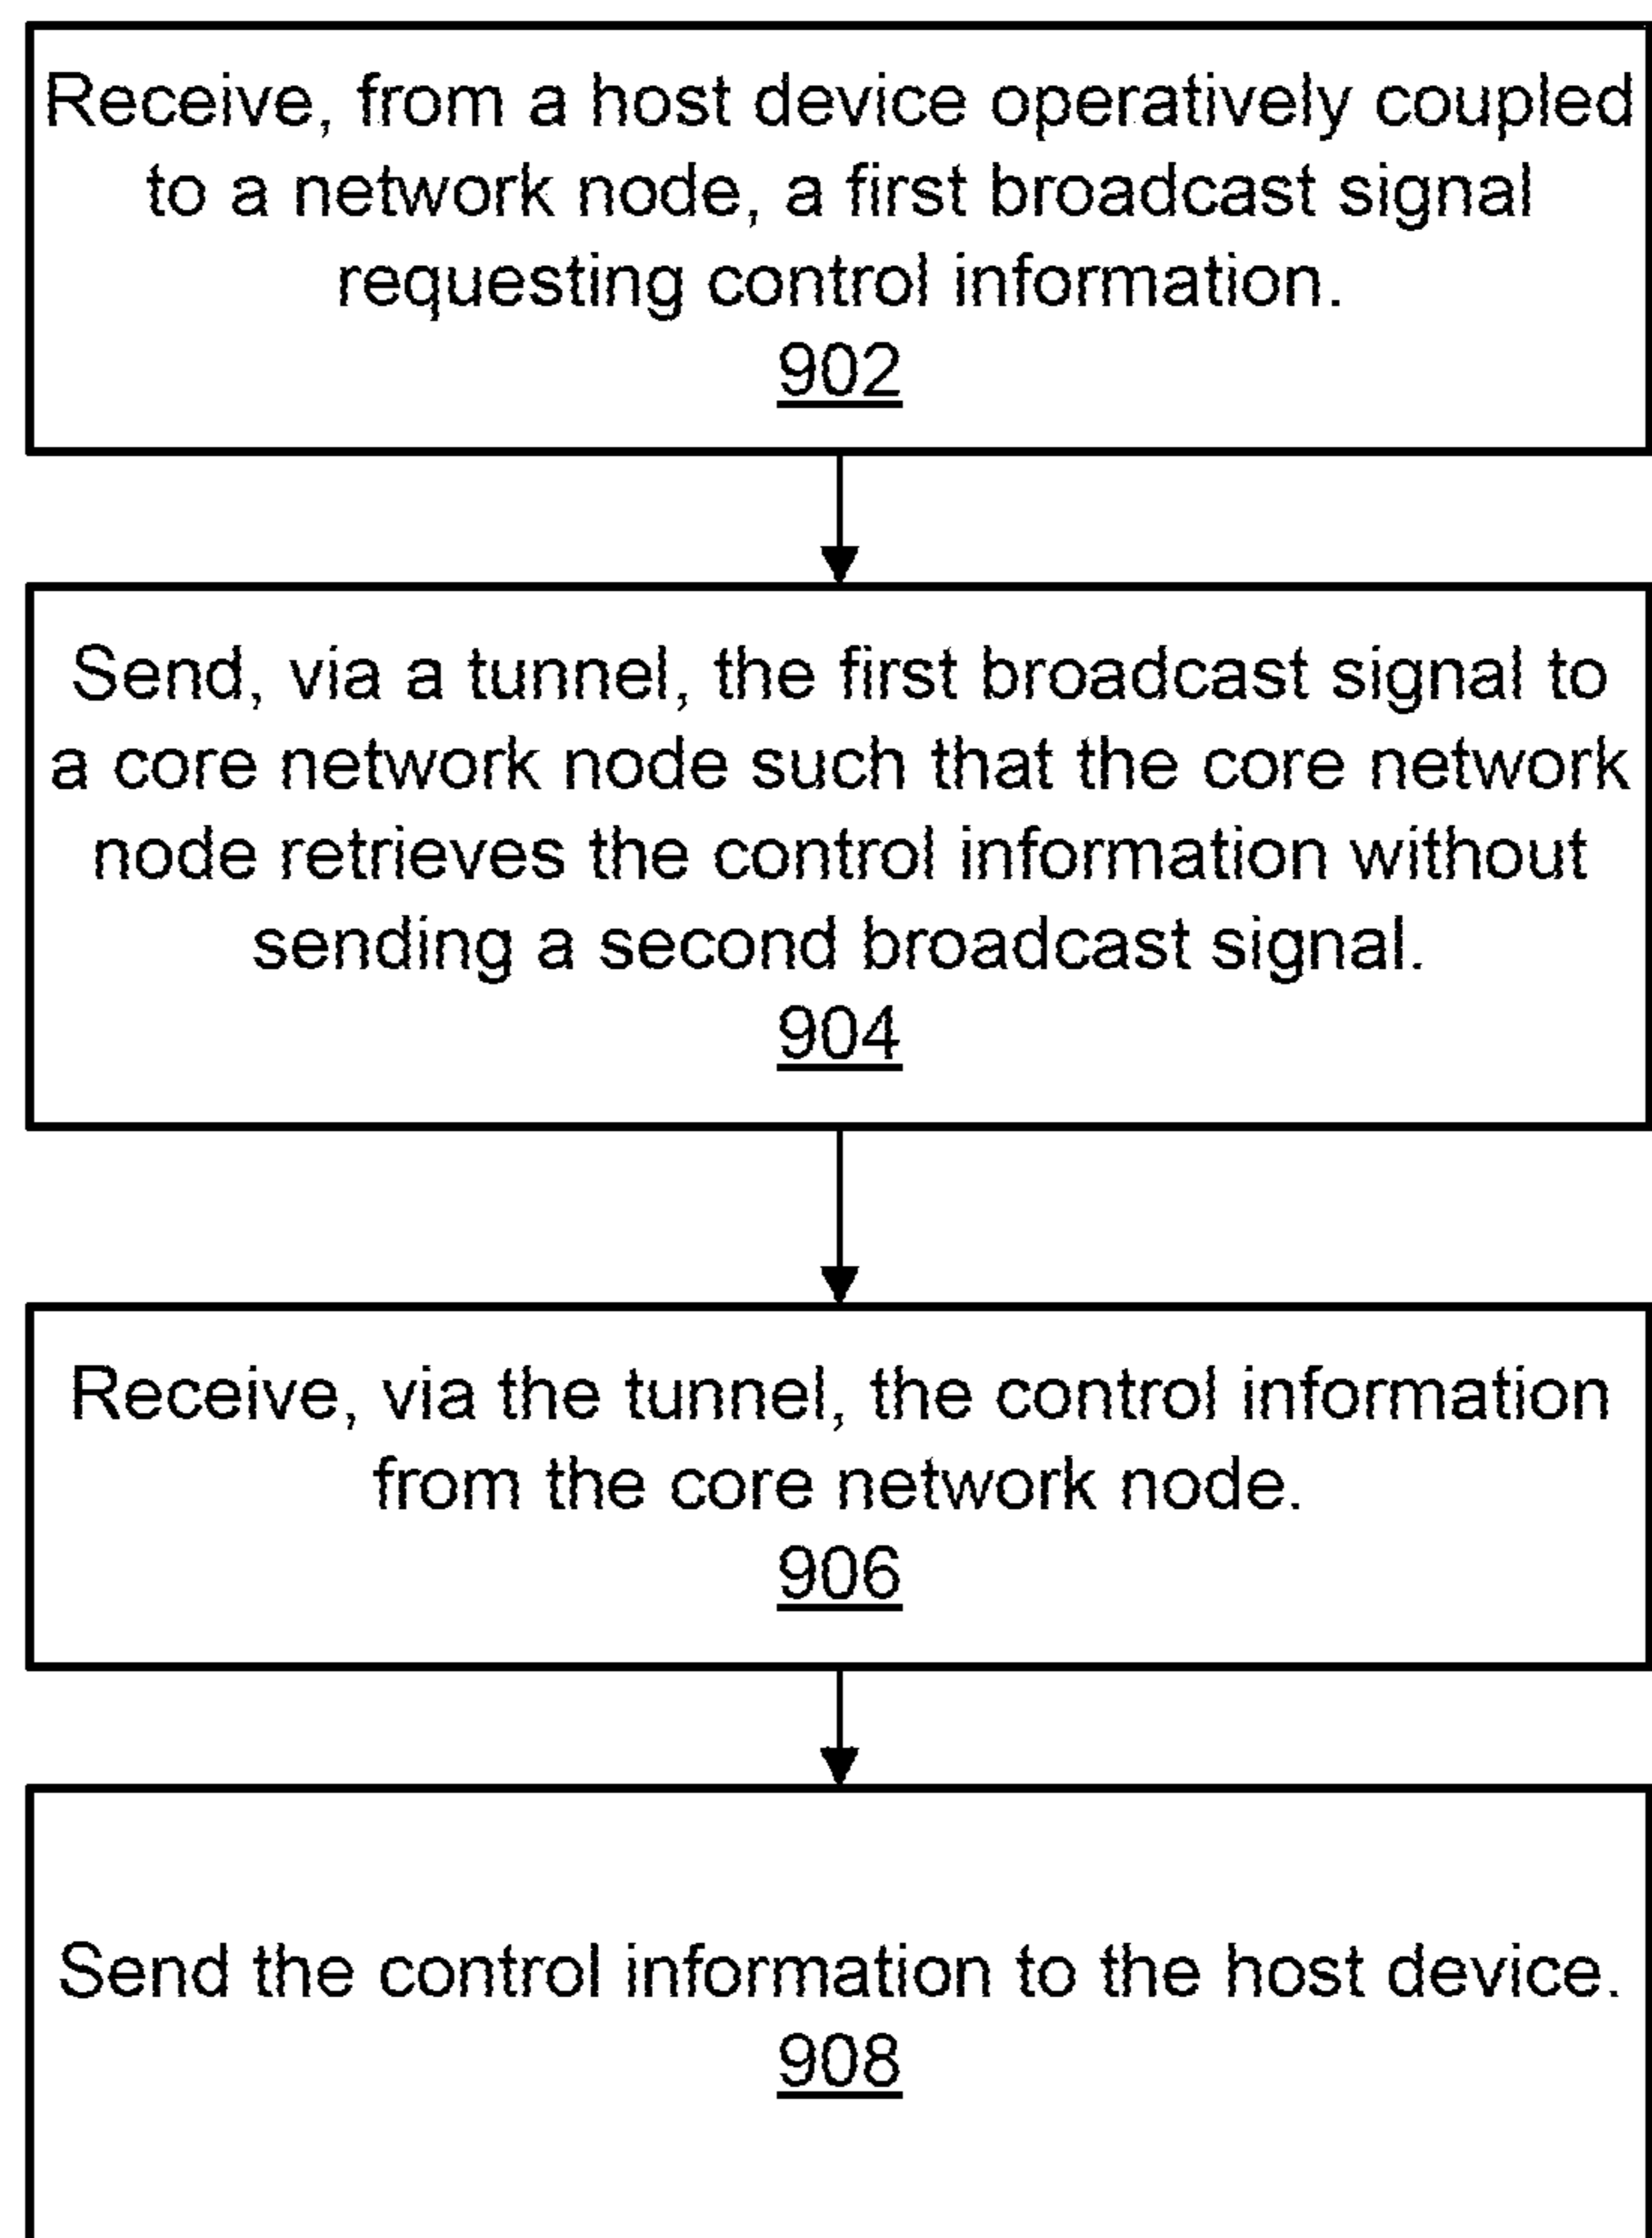 Receive, from a host device operatively coupled
to a network node, a first broadcast signal
requesting control information.
902
Send, via a tunnel, the first broadcast signal to
a core network node such that the core network
node retrieves the control information without
sending a second broadcast signal.
904
Receive, via the tunnel, the control information
from the core network node.
906
Send the control information to the host device.
908